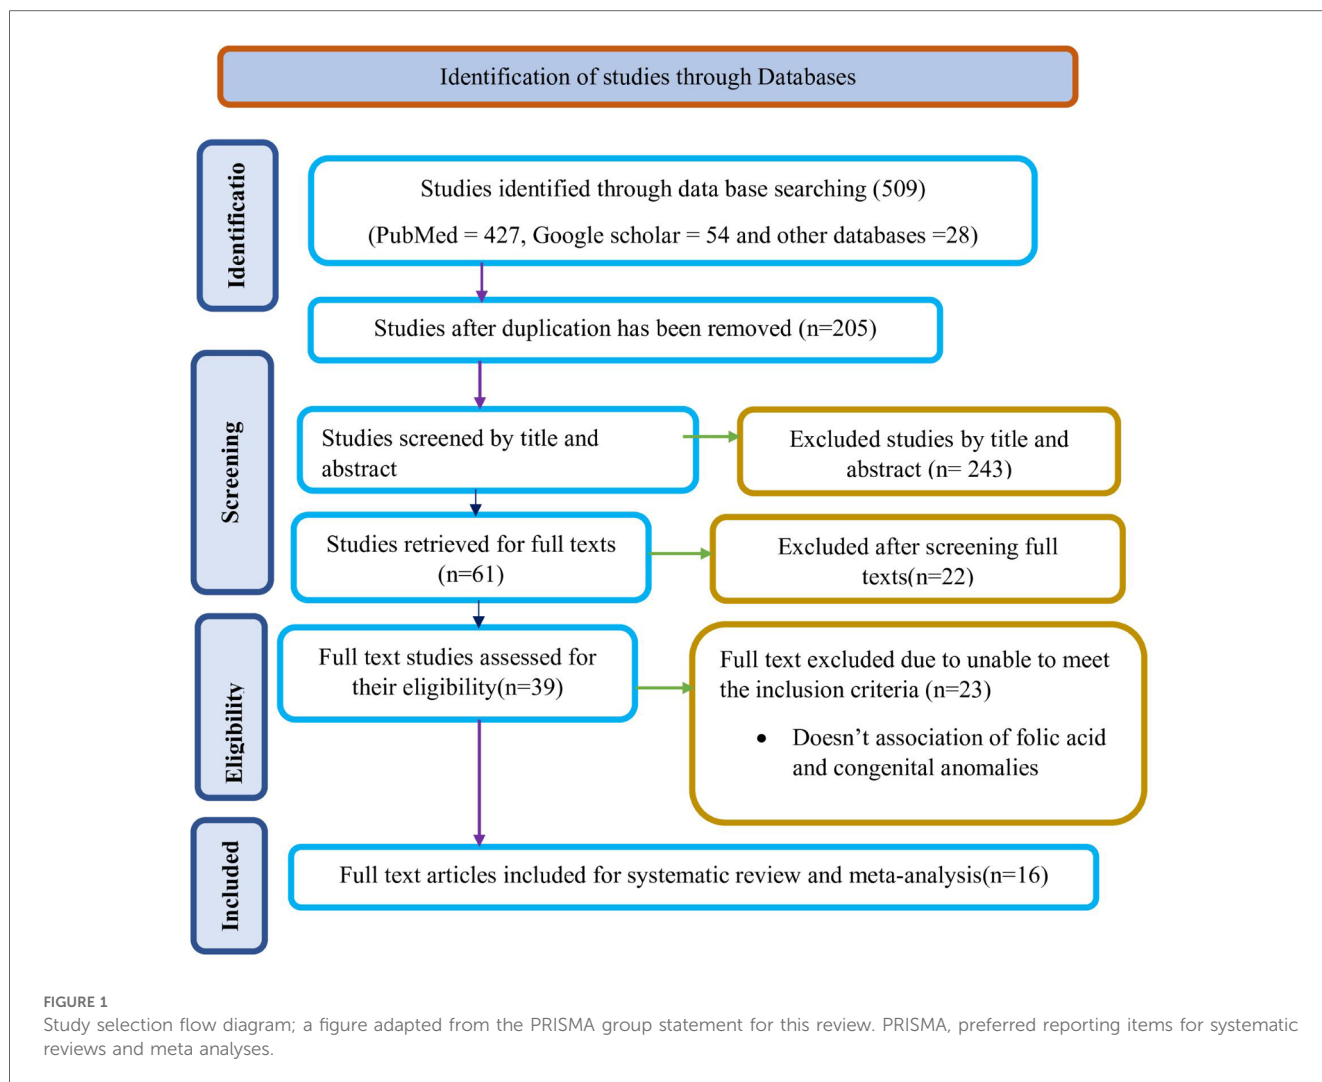 Identification of studies through Databases
Identificatio
Studies identified through data base searching (509)
(PubMed = 427, Google scholar = 54 and other databases =28)
Studies after duplication has been removed (n=205)
Screening
Studies screened by title and
abstract
Excluded studies by title and
abstract (n= 243)
Studies retrieved for full texts
(n=61)
Excluded after screening full
texts(n=22)
Eligibility
Full text studies assessed for
their eligibility(n=39)
Full text excluded due to unable to meet
the inclusion criteria (n=23)
• Doesn’t association of folic acid
and congenital anomalies
Included
Full text articles included for systematic review and meta-analysis(n=16)
FIGURE 1
Study selection flow diagram; a figure adapted from the PRISMA group statement for this review. PRISMA, preferred reporting items for systematic
reviews and meta analyses.